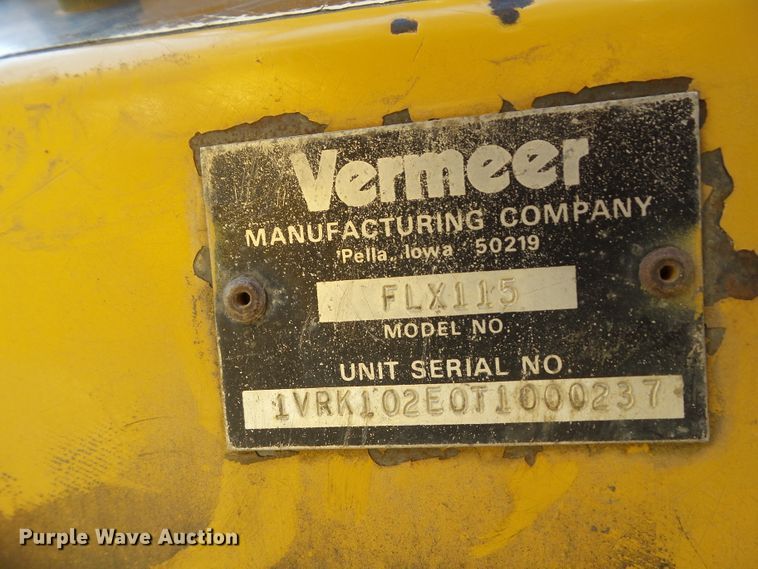 Vermeer
MANUFACTURING COMPANY
Pella, Iowa 50219
FLX115
MODEL NO.
UNIT SERIAL NO.
1VRK102E0T1000237
Purple Wave Auction